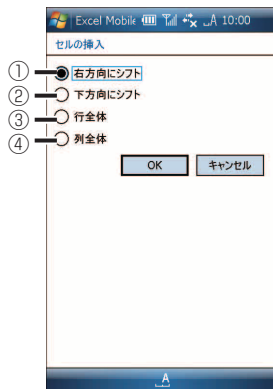 Excel Mobile A 10:00
セルの挿入
① 右方向にシフト
② 下方向にシフト
③ 行全体
④ 列全体
OK キャンセル
A